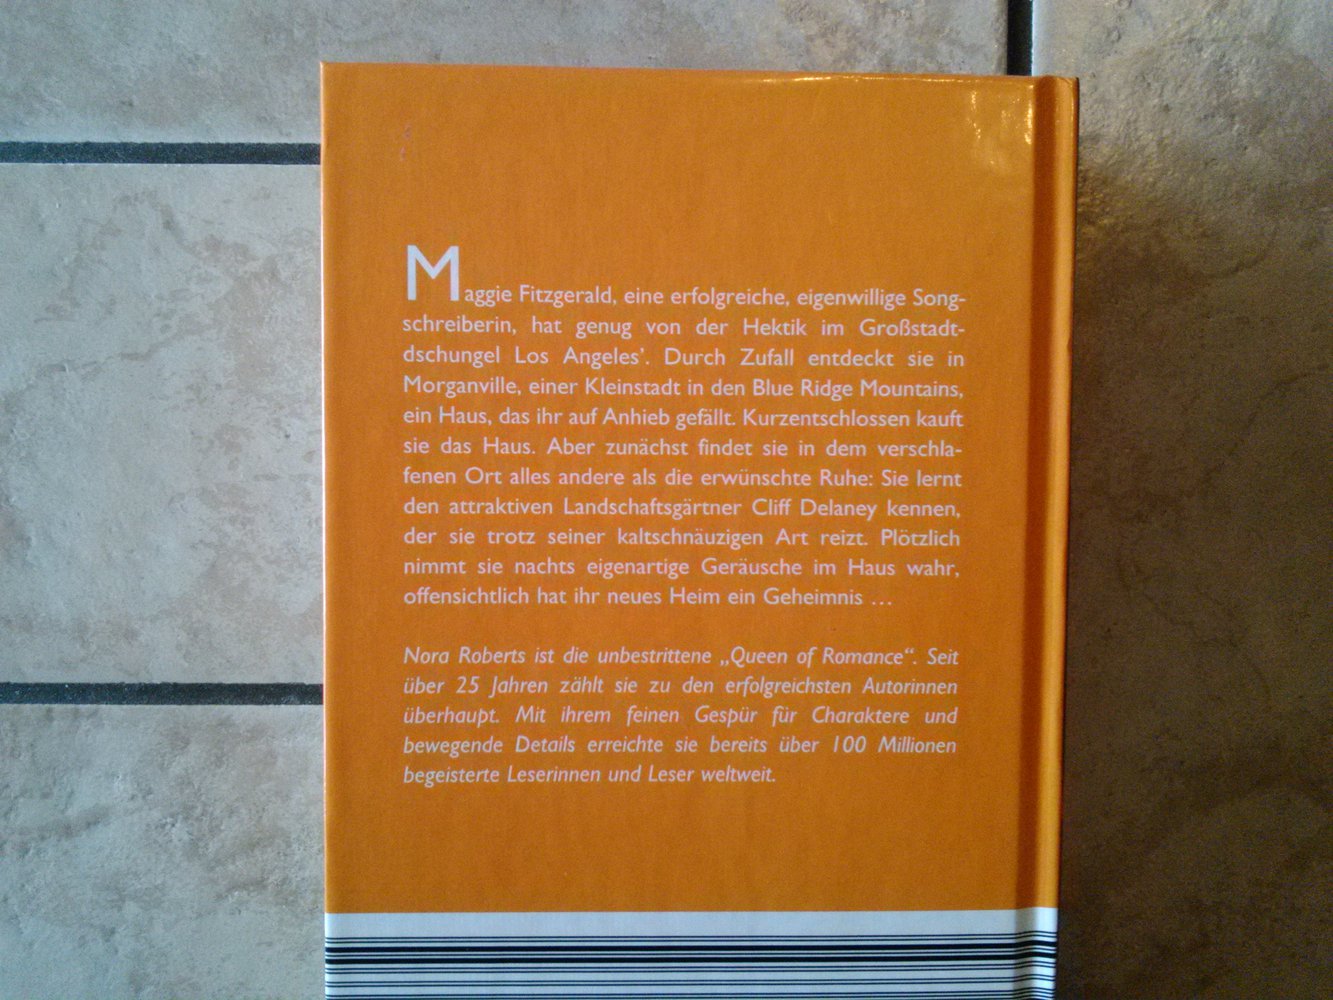 Maggie Fitzgerald, eine erfolgreiche, eigenwillige Song-
schreiberin, hat genug von der Hektik im Großstadt-
dschungel Los Angeles’. Durch Zufall entdeckt sie in
Morganville, einer Kleinstadt in den Blue Ridge Mountains,
ein Haus, das ihr auf Anhieb gefällt. Kurzentschlossen kauft
sie das Haus. Aber zunächst findet sie in dem verschla-
fenen Ort alles andere als die erwünschte Ruhe: Sie lernt
den attraktiven Landschaftsgärtner Cliff Delaney kennen,
der sie trotz seiner kaltschnäuzigen Art reizt. Plötzlich
nimmt sie nachts eigenartige Geräusche im Haus wahr,
offensichtlich hat ihr neues Heim ein Geheimnis …
Nora Roberts ist die unbestrittene „Queen of Romance“. Seit
über 25 Jahren zählt sie zu den erfolgreichsten Autorinnen
überhaupt. Mit ihrem feinen Gespür für Charaktere und
bewegende Details erreichte sie bereits über 100 Millionen
begeisterte Leserinnen und Leser weltweit.